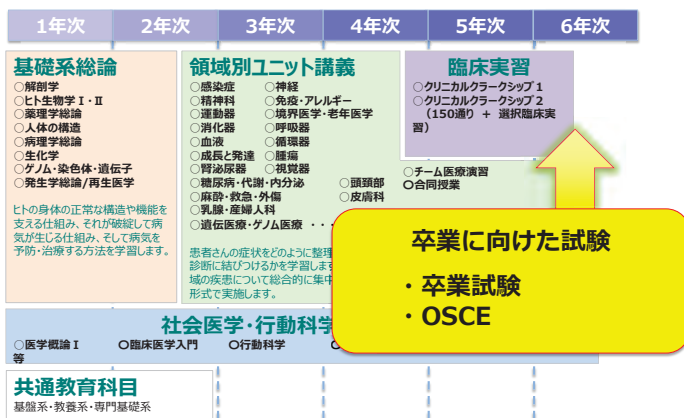 1年次 2年次 3年次 4年次 5年次 6年次
基礎系総論
○解剖学
○ヒト生物学Ⅰ・Ⅱ
○薬理学総論
○人体の構造
○病理学総論
○生化学
○ゲノム・染色体・遺伝子
○発生学総論/再生医学
ヒトの身体の正常な構造や機能を
支える仕組み、それが破綻して病
気が生じる仕組み、そして病気を
予防・治療する方法を学習します。
領域別ユニット講義
○感染症 ○神経
○精神科 ○免疫・アレルギー
○運動器 ○境界医学・老年医学
○消化器 ○呼吸器
○血液 ○循環器
○成長と発達 ○腫瘍
○腎泌尿器 ○視覚器
○糖尿病・代謝・内分泌 ○頭頚部
○麻酔・救急・外傷 ○皮膚科
○乳腺・産婦人科
○遺伝医療・ゲノム医療 ・・
患者さんの症状をどのように整理
診断に結びつけるかを学習しま
域の疾患について総合的に集中
形式で実施します。
臨床実習
○クリニカルクラークシップ1
○クリニカルクラークシップ2
（150通り + 選択臨床実
習）
○チーム医療演習
○合同授業
卒業に向けた試験
・卒業試験
・OSCE
社会医学・行動科学
○医学概論Ⅰ ○臨床医学入門 ○行動科学
等
共通教育科目
基盤系・教養系・専門基礎系